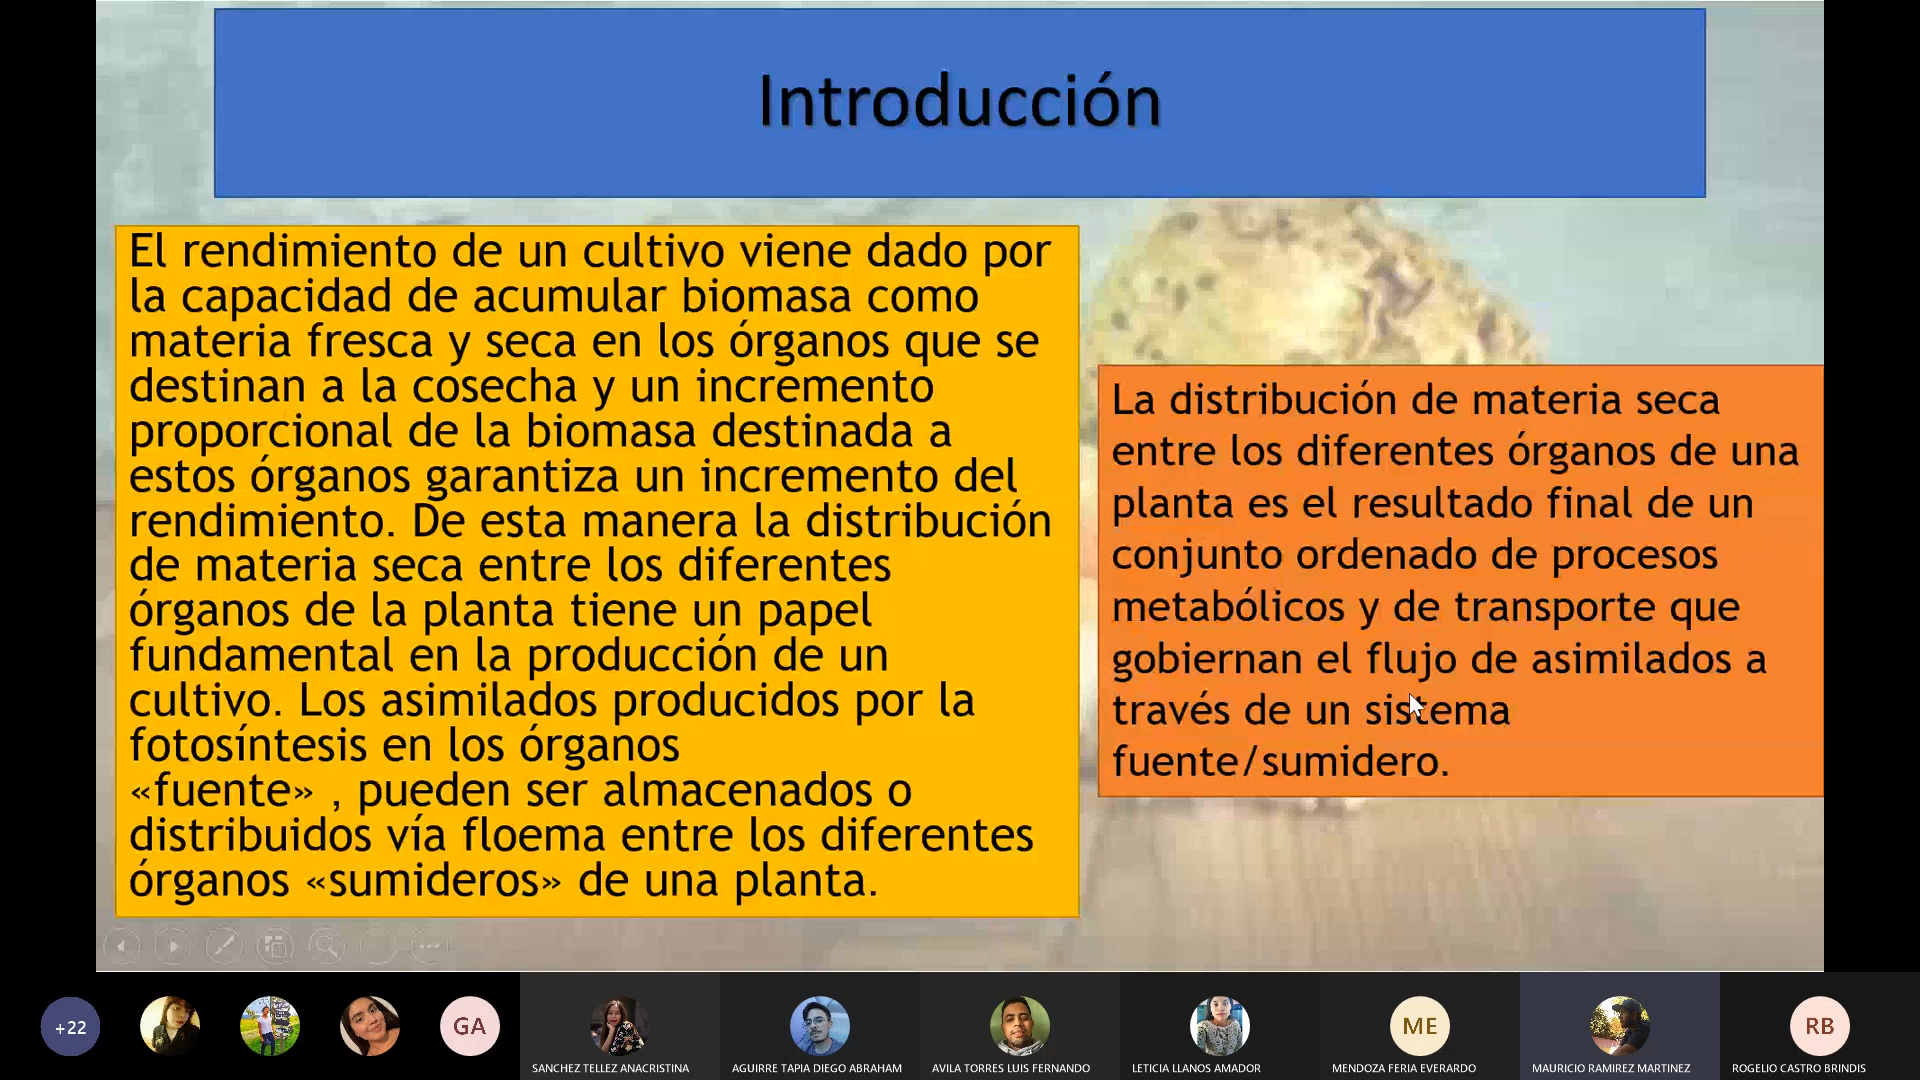 Introducción
El rendimiento de un cultivo viene dado por
la capacidad de acumular biomasa como
materia fresca y seca en los órganos que se
destinan a la cosecha y un incremento
proporcional de la biomasa destinada a
estos órganos garantiza un incremento del
rendimiento. De esta manera la distribución
de materia seca entre los diferentes
órganos de la planta tiene un papel
fundamental en la producción de un
cultivo. Los asimilados producidos por la
fotosíntesis en los órganos
«fuente» , pueden ser almacenados o
distribuidos vía floema entre los diferentes
órganos «sumideros» de una planta.
La distribución de materia seca
entre los diferentes órganos de una
planta es el resultado final de un
conjunto ordenado de procesos
metabólicos y de transporte que
gobiernan el flujo de asimilados a
través de un sistema
fuente/sumidero.
+22
GA
SANCHEZ TELLEZ ANACRISTINA
AGUIRRE TAPIA DIEGO ABRAHAM
AVILA TORRES LUIS FERNANDO
LETICIA LLANOS AMADOR
ME
MENDOZA FERIA EVERARDO
MAURICIO RAMIREZ MARTINEZ
RB
ROGELIO CASTRO BRINDIS